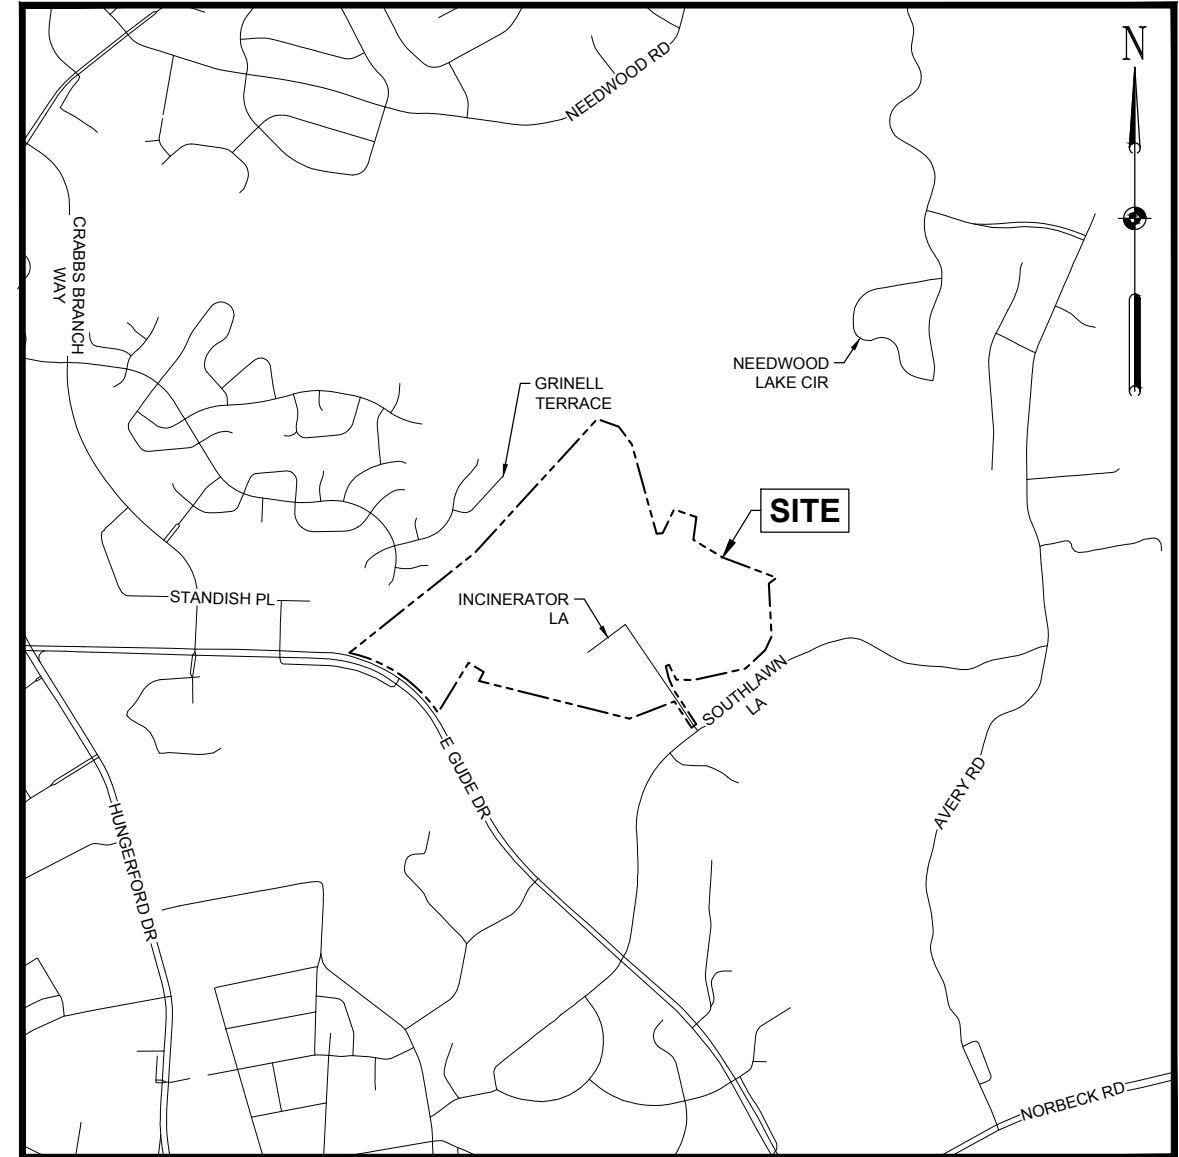 N
NEEDWOOD RD
CRABBS BRANCH
WAY
NEEDWOOD
LAKE CIR
GRINELL
TERRACE
SITE
INCINERATOR
LA
STANDISH PL
SOUTHLAWN
LA
E GUDE DR
HUNGERFORD DR
AVERY RD
NORBECK RD